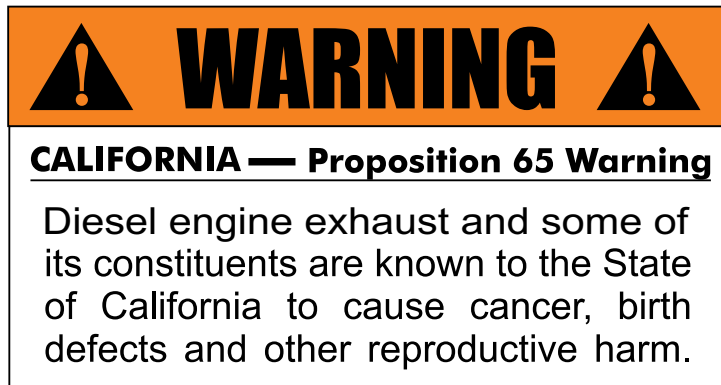 WARNING
CALIFORNIA — Proposition 65 Warning
Diesel engine exhaust and some of
its constituents are known to the State
of California to cause cancer, birth
defects and other reproductive harm.